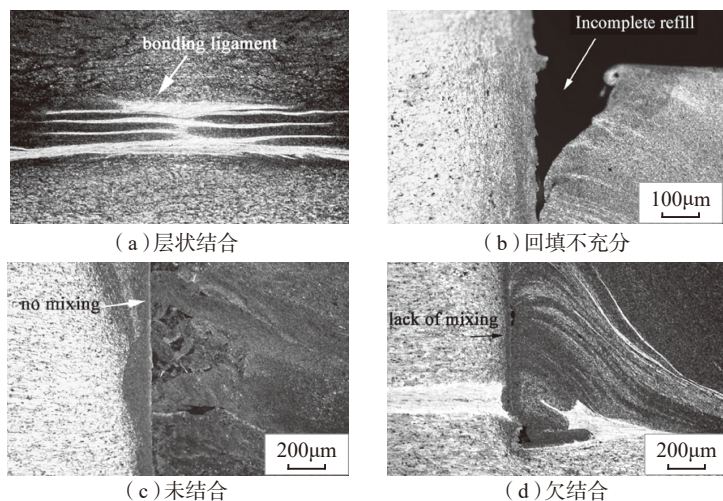 bonding ligament
Incomplete refill
100μm
（a）层状结合
（b）回填不充分
no mixing
200μm
lack of mixing
200μm
（c）未结合
（d）欠结合